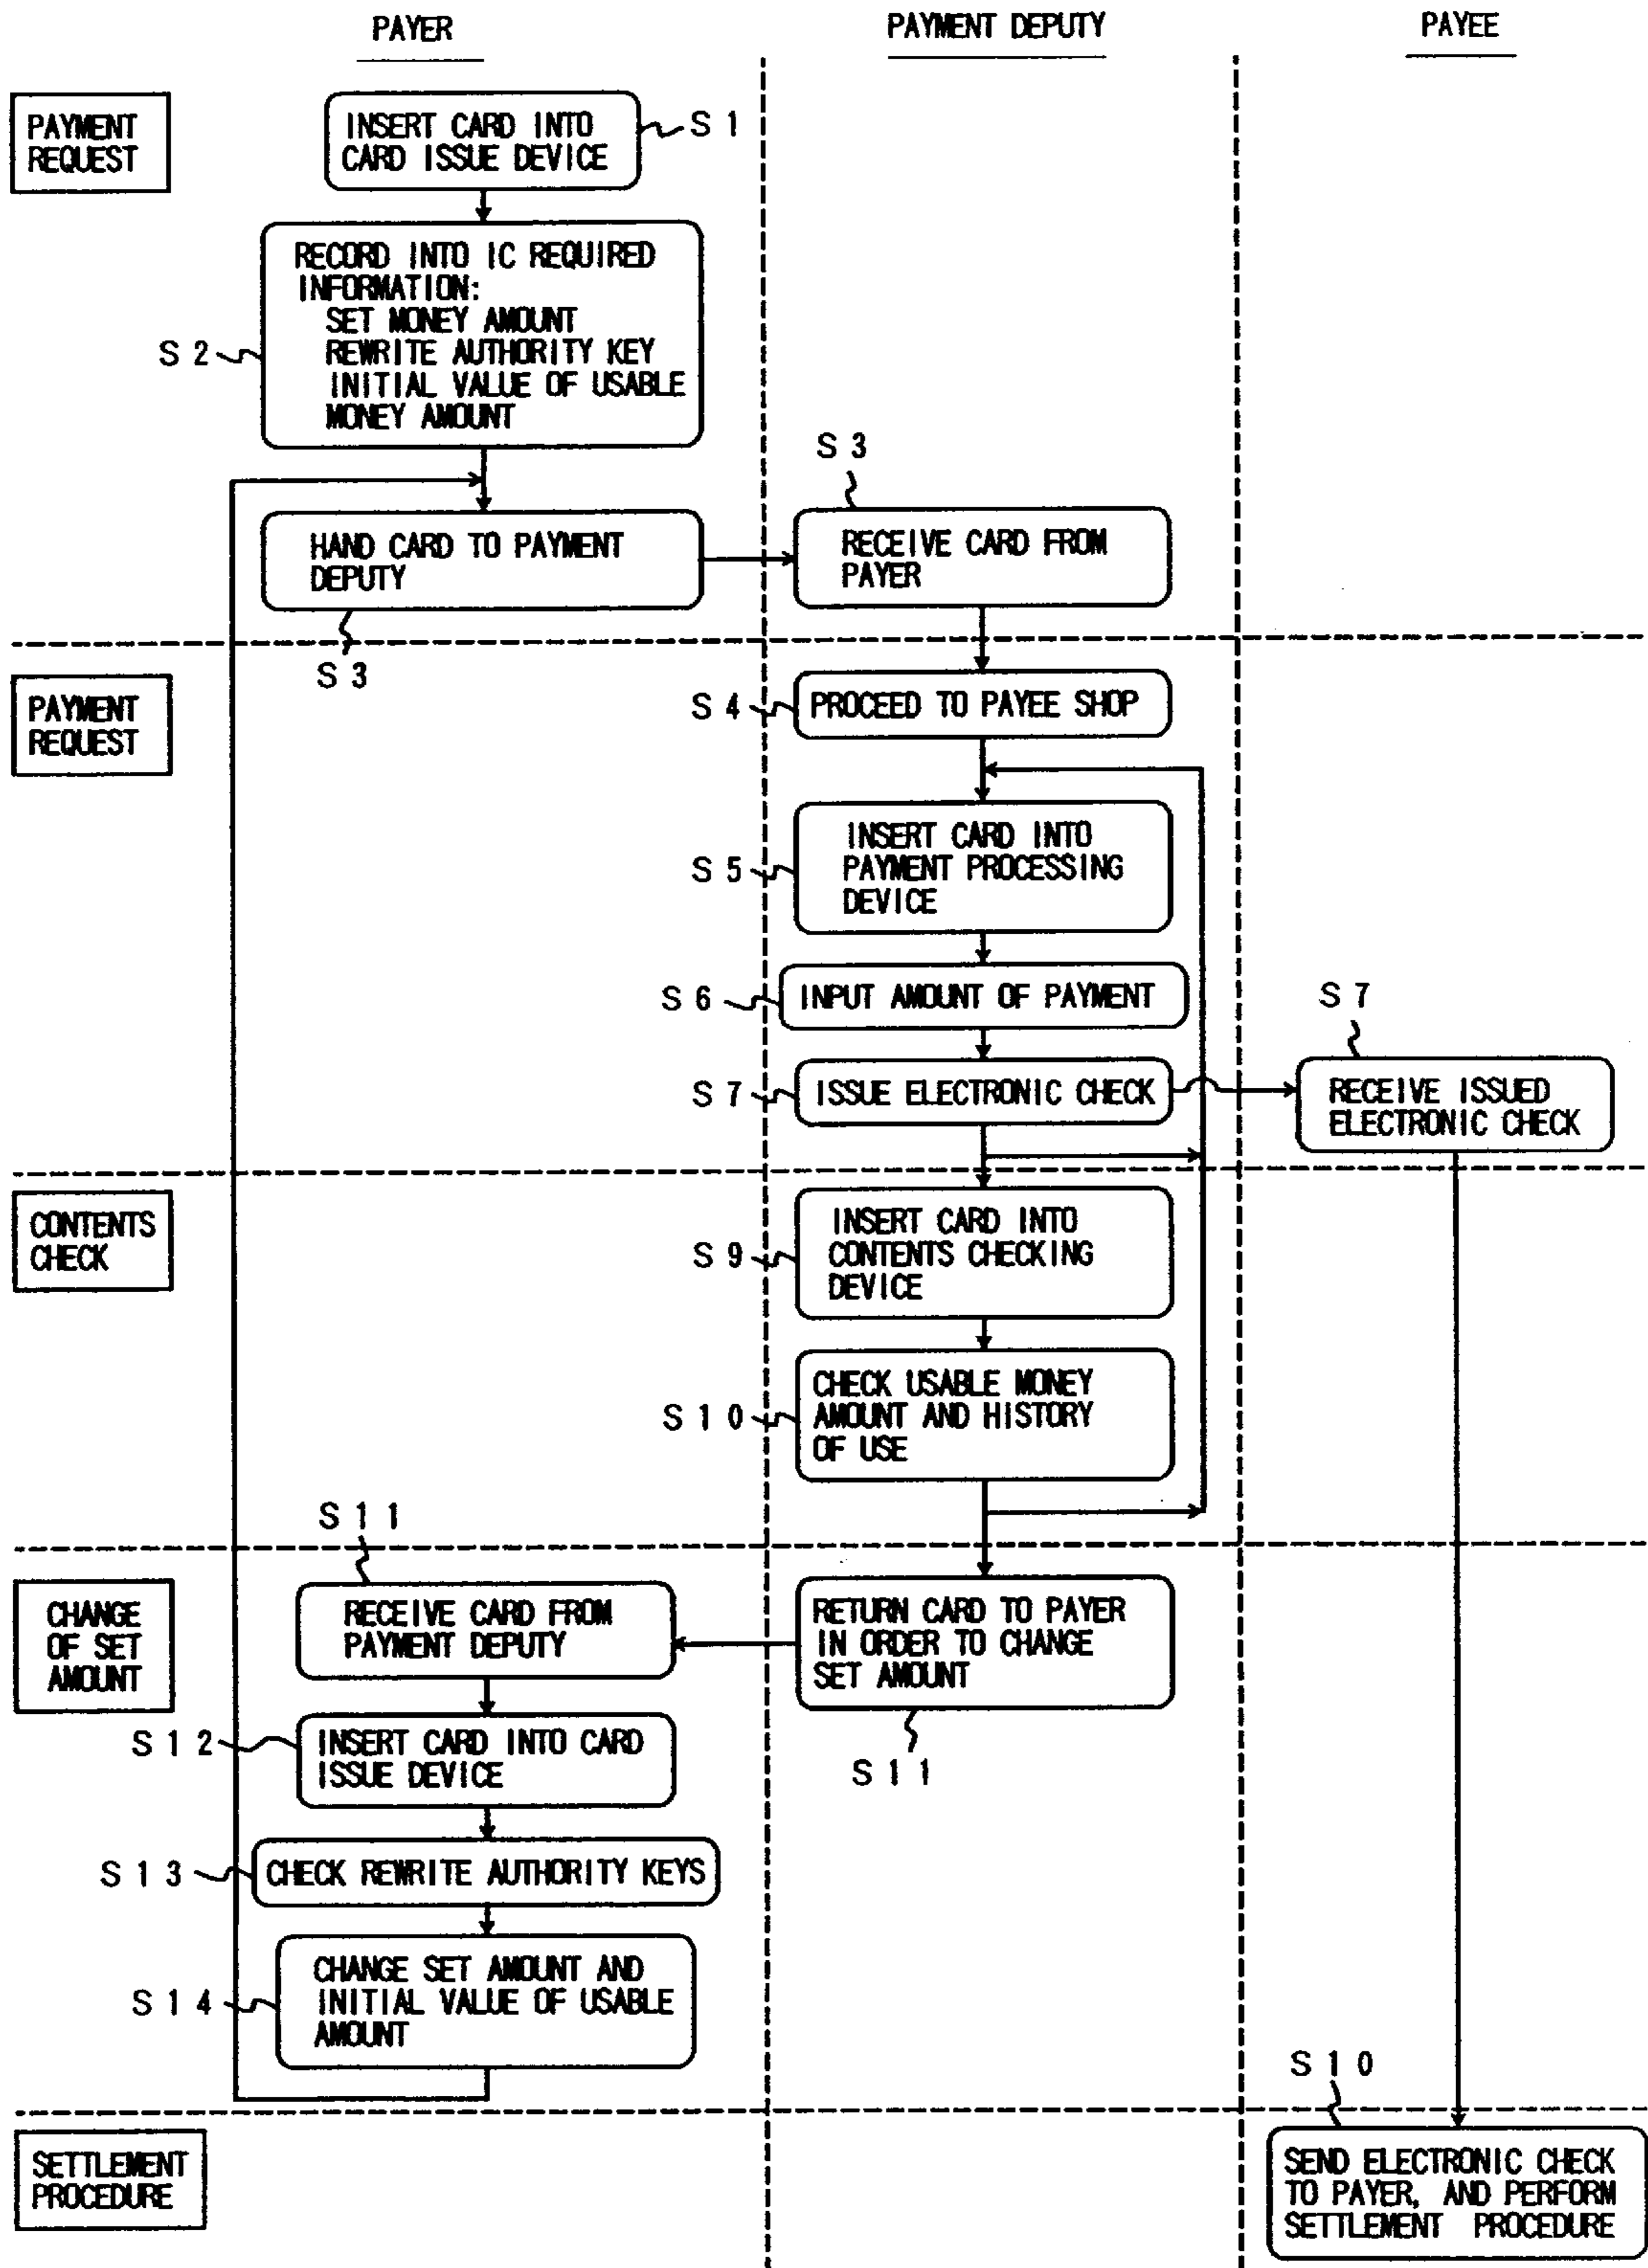 PAYER
PAYMENT DEPUTY
PAYEE
PAYMENT
REQUEST
INSERT CARD INTO
CARD ISSUE DEVICE
S 1
RECORD INTO IC REQUIRED
INFORMATION:
SET MONEY AMOUNT
REWRITE AUTHORITY KEY
INITIAL VALUE OF USABLE
MONEY AMOUNT
S 2
S 3
HAND CARD TO PAYMENT
DEPUTY
RECEIVE CARD FROM
PAYER
S 3
PAYMENT
REQUEST
S 4
PROCEED TO PAYEE SHOP
S 5
INSERT CARD INTO
PAYMENT PROCESSING
DEVICE
S 6
INPUT AMOUNT OF PAYMENT
S 7
S 7
ISSUE ELECTRONIC CHECK
RECEIVE ISSUED
ELECTRONIC CHECK
CONTENTS
CHECK
S 9
INSERT CARD INTO
CONTENTS CHECKING
DEVICE
S 1 0
CHECK USABLE MONEY
AMOUNT AND HISTORY
OF USE
S 1 1
CHANGE
OF SET
AMOUNT
RECEIVE CARD FROM
PAYMENT DEPUTY
RETURN CARD TO PAYER
IN ORDER TO CHANGE
SET AMOUNT
S 1 1
S 1 2
INSERT CARD INTO CARD
ISSUE DEVICE
S 1 3
CHECK REWRITE AUTHORITY KEYS
S 1 4
CHANGE SET AMOUNT AND
INITIAL VALUE OF USABLE
AMOUNT
S 1 0
SETTLEMENT
PROCEDURE
SEND ELECTRONIC CHECK
TO PAYER, AND PERFORM
SETTLEMENT PROCEDURE